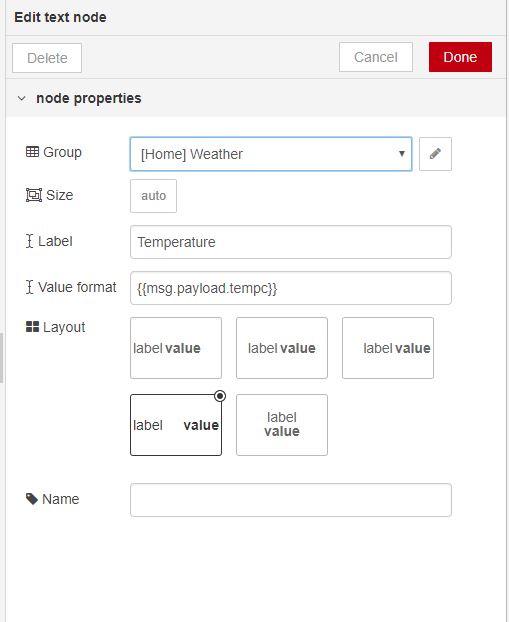 Edit text node
Delete Cancel Done
node properties
Group [Home] Weather
Size auto
Label Temperature
Value format {{msg.payload.tempc}}
Layout label value label value label value
label value label
value
Name